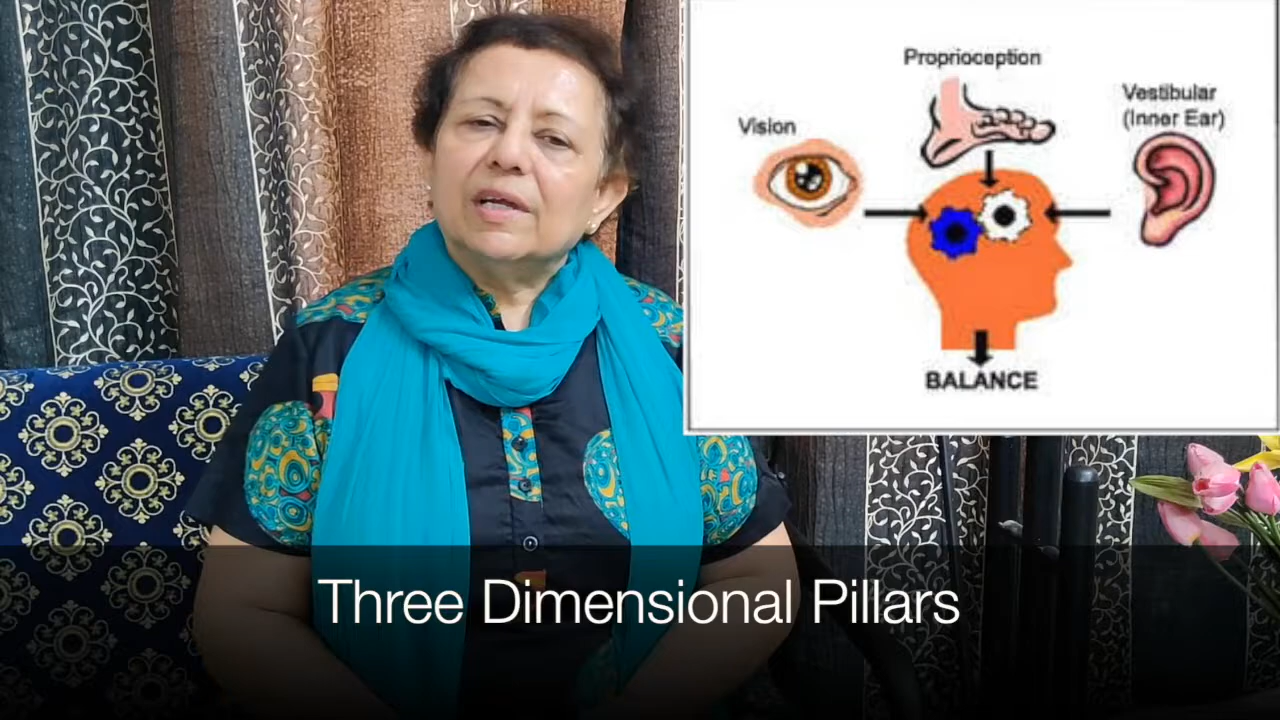 Proprioception
Vestibular
(Inner Ear)
Vision
BALANCE
Three Dimensional Pillars